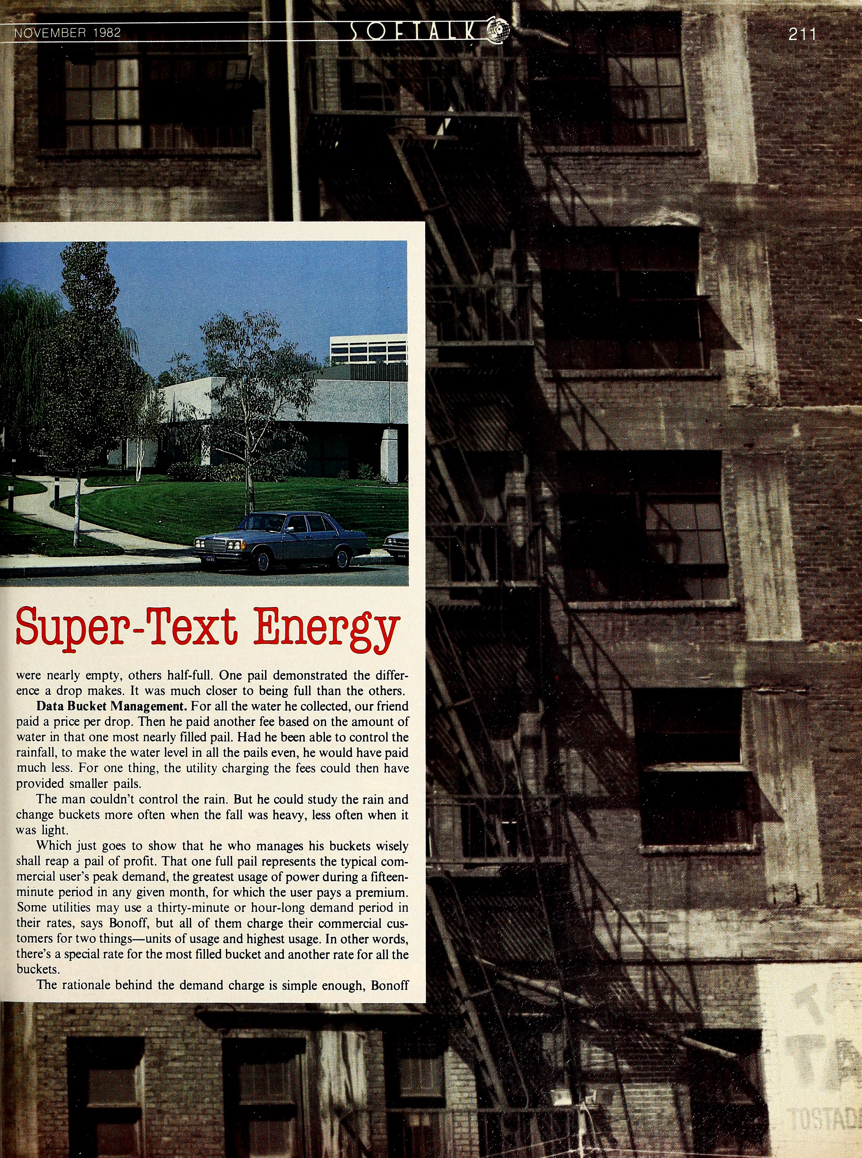 NOVEMBER 1982
SOFTALK
211
Super-Text Energy
were nearly empty, others half-full. One pail demonstrated the differ-
ence a drop makes. It was much closer to being full than the others.
Data Bucket Management. For all the water he collected, our friend
paid a price per drop. Then he paid another fee based on the amount of
water in that one most nearly filled pail. Had he been able to control the
rainfall, to make the water level in all the pails even, he would have paid
much less. For one thing, the utility charging the fees could then have
provided smaller pails.
The man couldn't control the rain. But he could study the rain and
change buckets more often when the fall was heavy, less often when it
was light.
Which just goes to show that he who manages his buckets wisely
shall reap a pail of profit. That one full pail represents the typical com-
mercial user's peak demand, the greatest usage of power during a fifteen-
minute period in any given month, for which the user pays a premium.
Some utilities may use a thirty-minute or hour-long demand period in
their rates, says Bonoff, but all of them charge their commercial cus-
tomers for two things—units of usage and highest usage. In other words,
there's a special rate for the most filled bucket and another rate for all the
buckets.
The rationale behind the demand charge is simple enough, Bonoff
TA
TA
TOSTAD